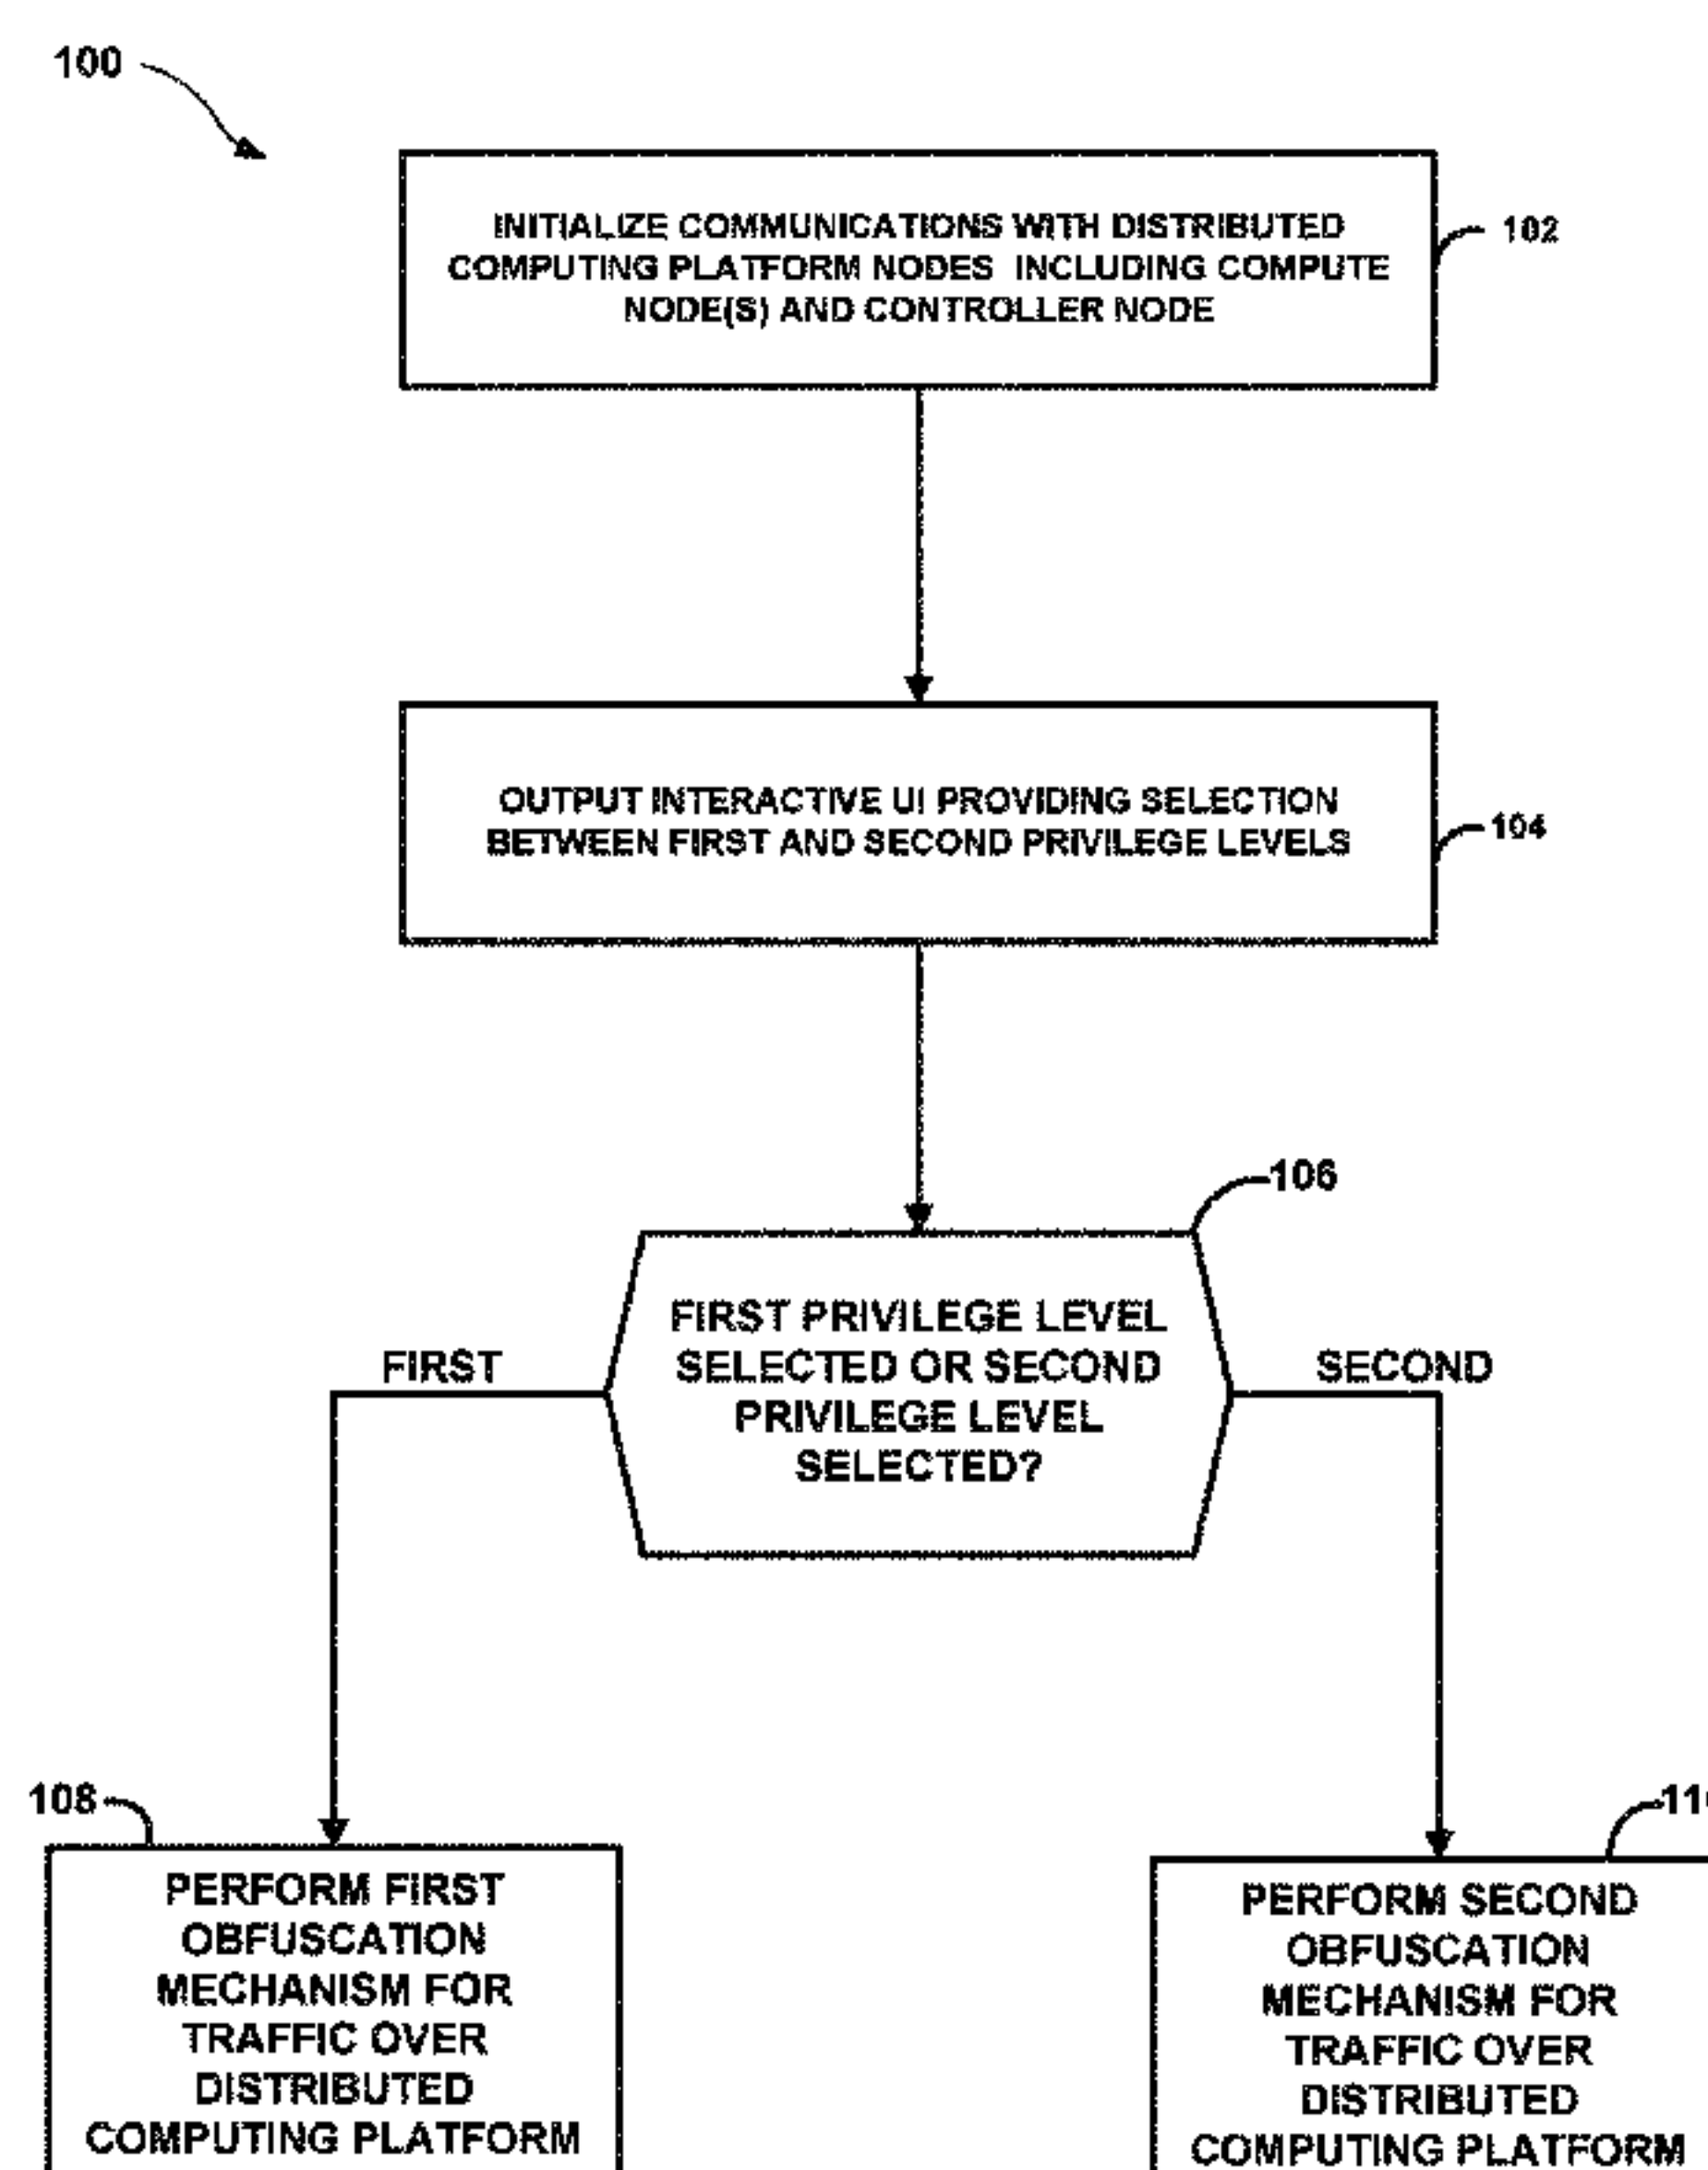 100
INITIALIZE COMMUNICATIONS WITH DISTRIBUTED
COMPUTING PLATFORM NODES INCLUDING COMPUTE
NODE(S) AND CONTROLLER NODE
102
OUTPUT INTERACTIVE UI PROVIDING SELECTION
BETWEEN FIRST AND SECOND PRIVILEGE LEVELS
104
106
FIRST PRIVILEGE LEVEL
SELECTED OR SECOND
PRIVILEGE LEVEL
SELECTED?
FIRST
SECOND
108
PERFORM FIRST
OBFUSCATION
MECHANISM FOR
TRAFFIC OVER
DISTRIBUTED
COMPUTING PLATFORM
PERFORM SECOND
OBFUSCATION
MECHANISM FOR
TRAFFIC OVER
DISTRIBUTED
COMPUTING PLATFORM